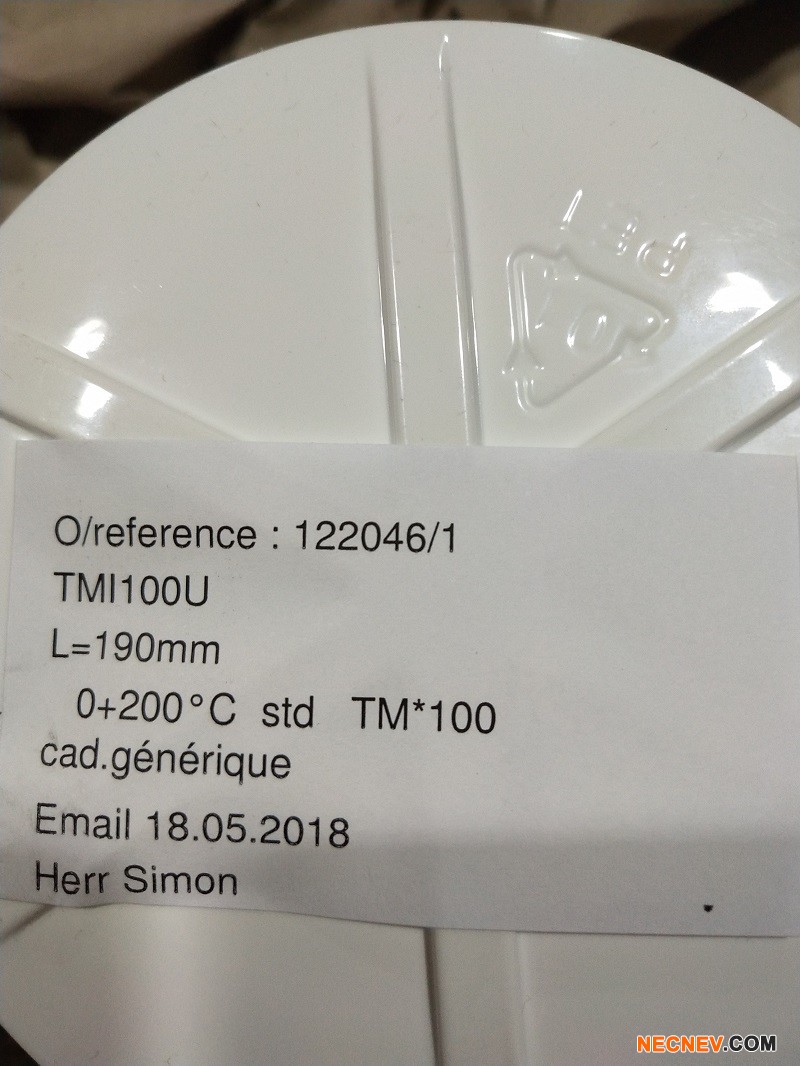 PET
O/reference : 122046/1
TMI100U
L=190mm
0+200°C std TM*100
cad.générique
Email 18.05.2018
Herr Simon
NECNEV.COM